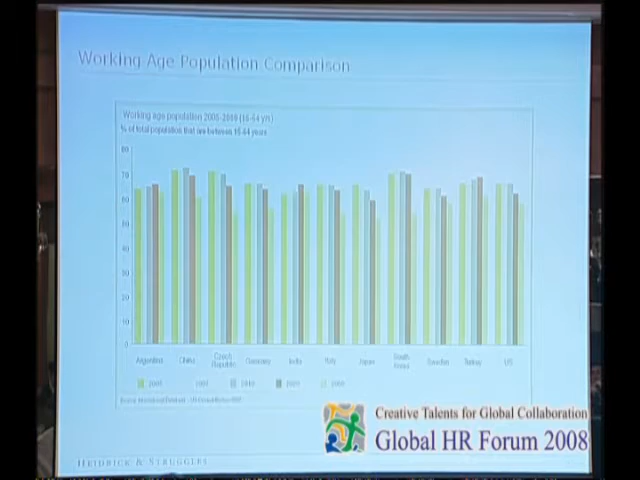 Working Age Population Comparison
Working age population 2005-2050 (15-64 yrs)
% of total population that are between 15-64 years
80
70
60
50
40
30
20
10
0
Argentina China Czech Republic Germany India Italy Japan South Korea Sweden Turkey US
2005
2010
Creative Talents for Global Collaboration
Global HR Forum 2008
HEIDRICK & STRUGGLES